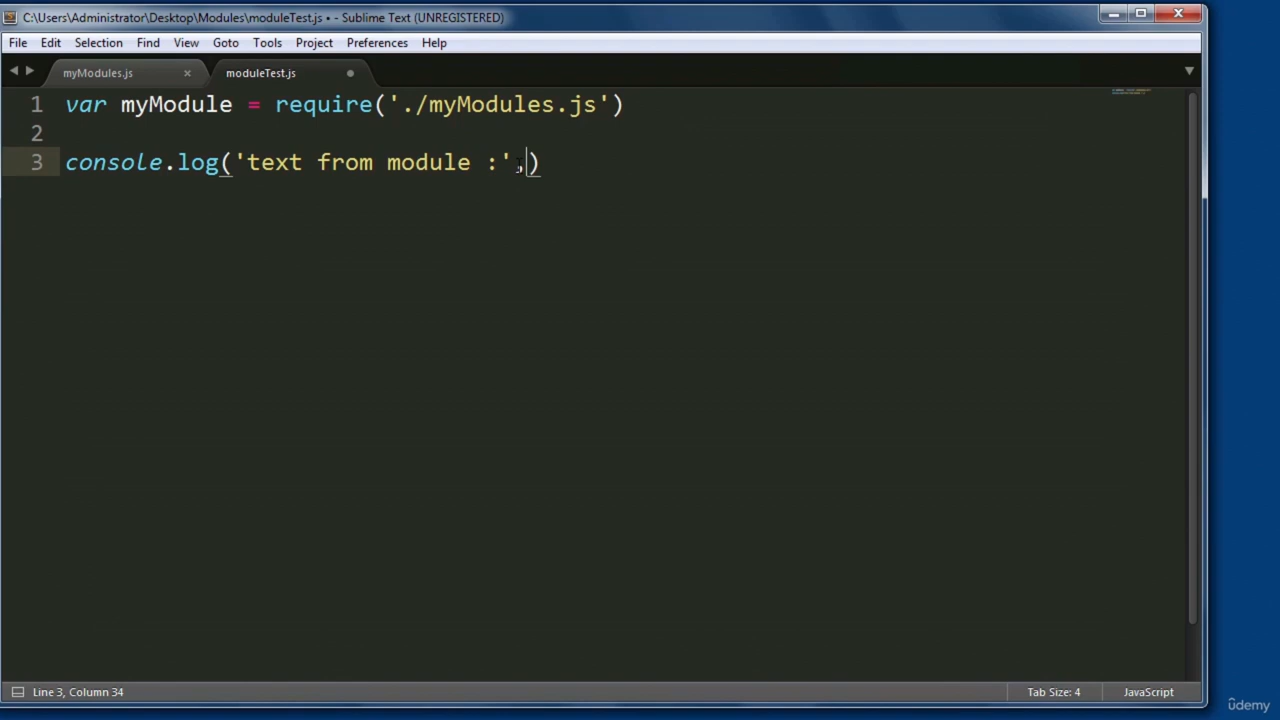 C:\Users\Administrator\Desktop\Modules\moduleTest.js • - Sublime Text (UNREGISTERED)
File Edit Selection Find View Goto Tools Project Preferences Help
myModules.js × moduleTest.js
1 var myModule = require('./myModules.js')
2
3 console.log('text from module :',)
Line 3, Column 34 Tab Size: 4 JavaScript
ûdemy